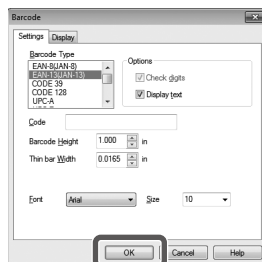 Barcode
Settings Display
Barcode Type
EAN-8(JAN-8)
EAN-13(JAN-13)
CODE 39
CODE 128
UPC-A
Options
Check digits
Display text
Code
Barcode Height 1.000 in
Thin bar Width 0.0165 in
Font Arial Size 10
OK Cancel Help